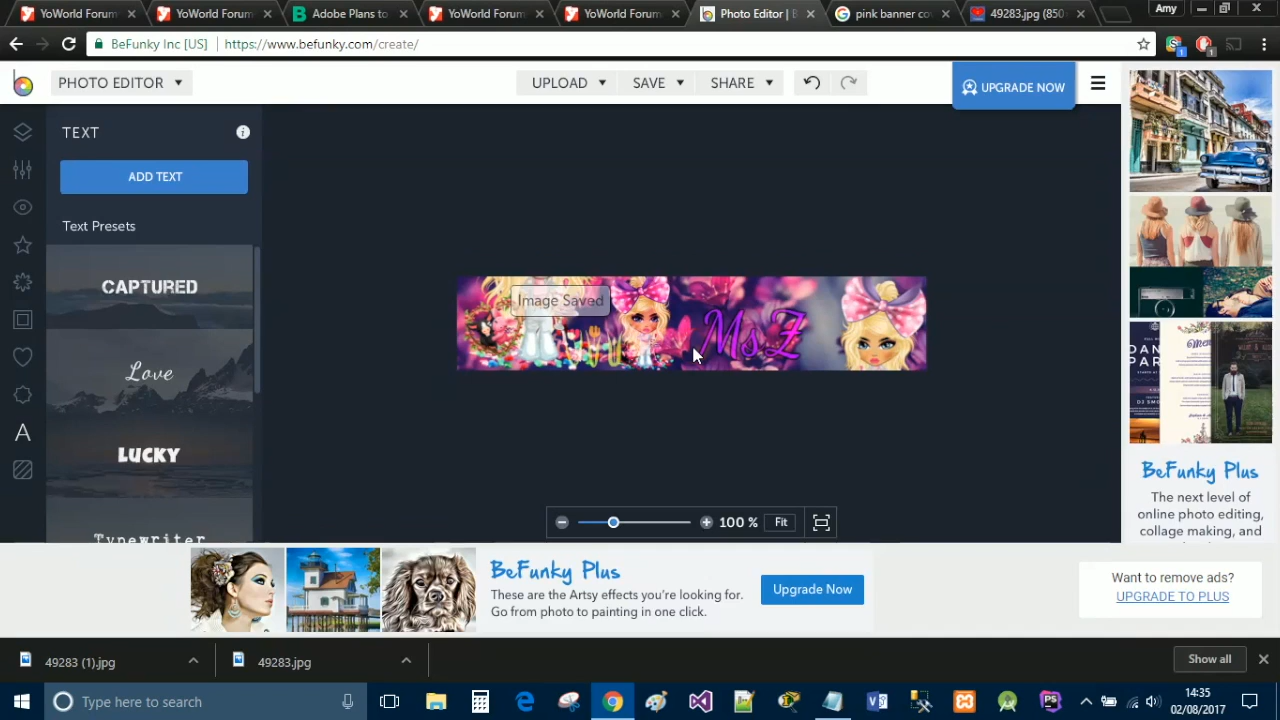 YoWorld Forum
YoWorld Forum
Adobe Plans to
YoWorld Forum
YoWorld Forum
Photo Editor | B
pink banner cov
49283.jpg (850
Amy
BeFunky Inc [US]
https://www.befunky.com/create/
PHOTO EDITOR
UPLOAD
SAVE
SHARE
UPGRADE NOW
TEXT
ADD TEXT
Text Presets
CAPTURED
Love
LUCKY
Typewriter
Image Saved
Ms Z
100 %
Fit
BeFunky Plus
The next level of
online photo editing,
collage making, and
BeFunky Plus
These are the Artsy effects you're looking for.
Go from photo to painting in one click.
Upgrade Now
Want to remove ads?
UPGRADE TO PLUS
49283 (1).jpg
49283.jpg
Show all
Type here to search
14:35
02/08/2017